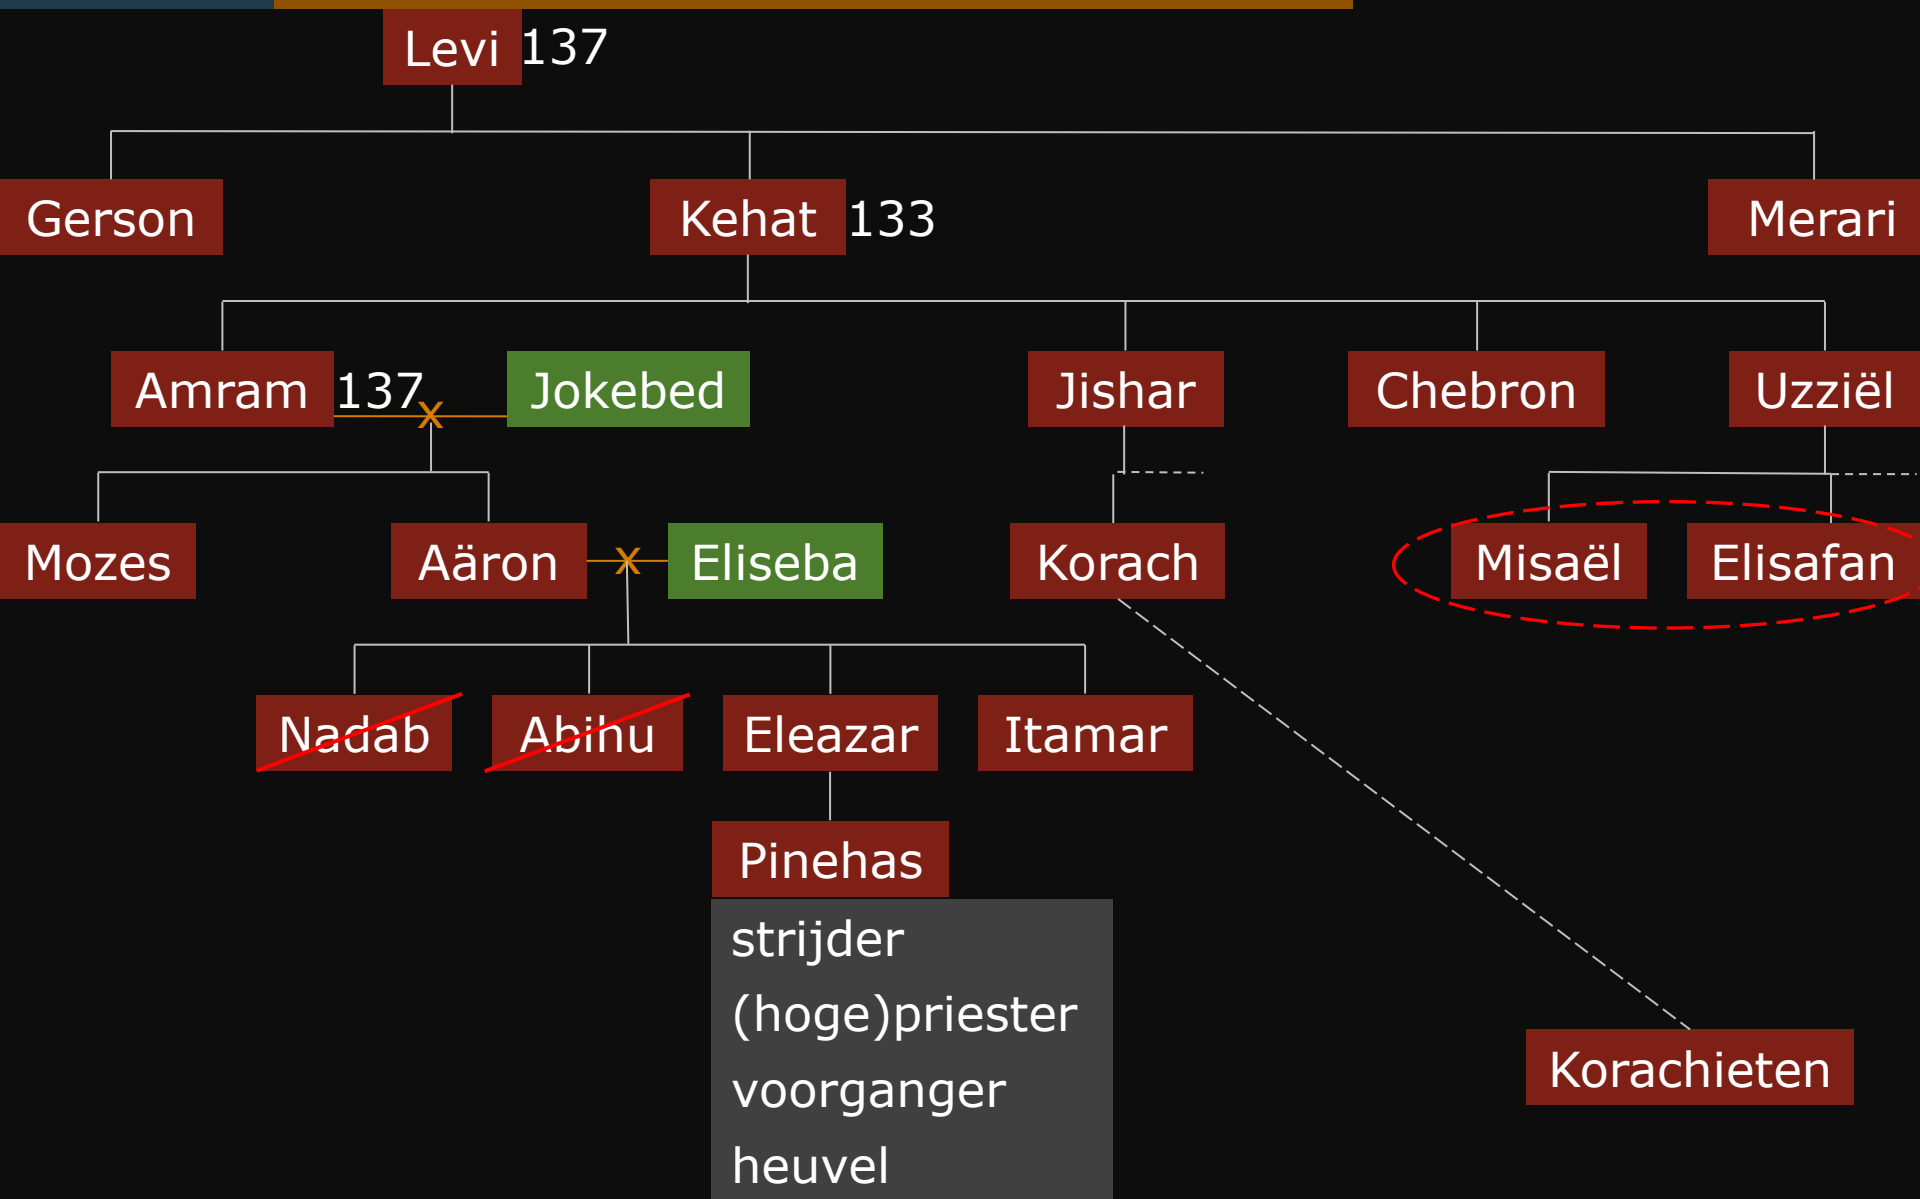 Levi 137
Gerson Kehat 133 Merari
Amram 137 x Jokebed Jishar Chebron Uzziël
Mozes Aäron x Eliseba Korach Misaël Elisafan
Nadab Abihu Eleazar Itamar
Pinehas
strijder
(hoge)priester
voorganger
heuvel
Korachieten